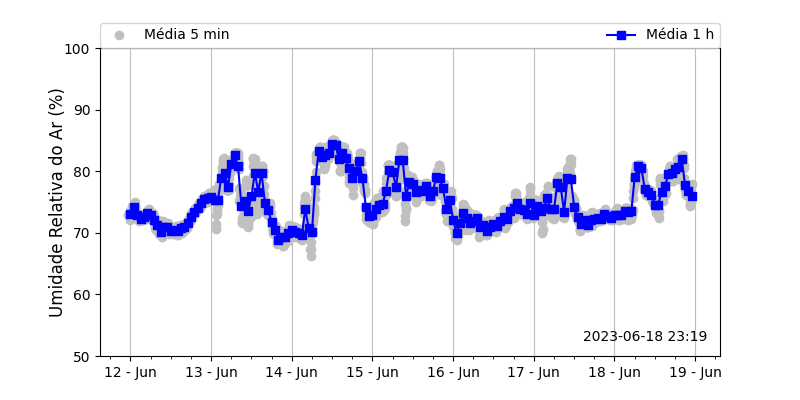 Média 5 min
Média 1 h
Umidade Relativa do Ar (%)
100
90
80
70
60
50
2023-06-18 23:19
12 - Jun
13 - Jun
14 - Jun
15 - Jun
16 - Jun
17 - Jun
18 - Jun
19 - Jun